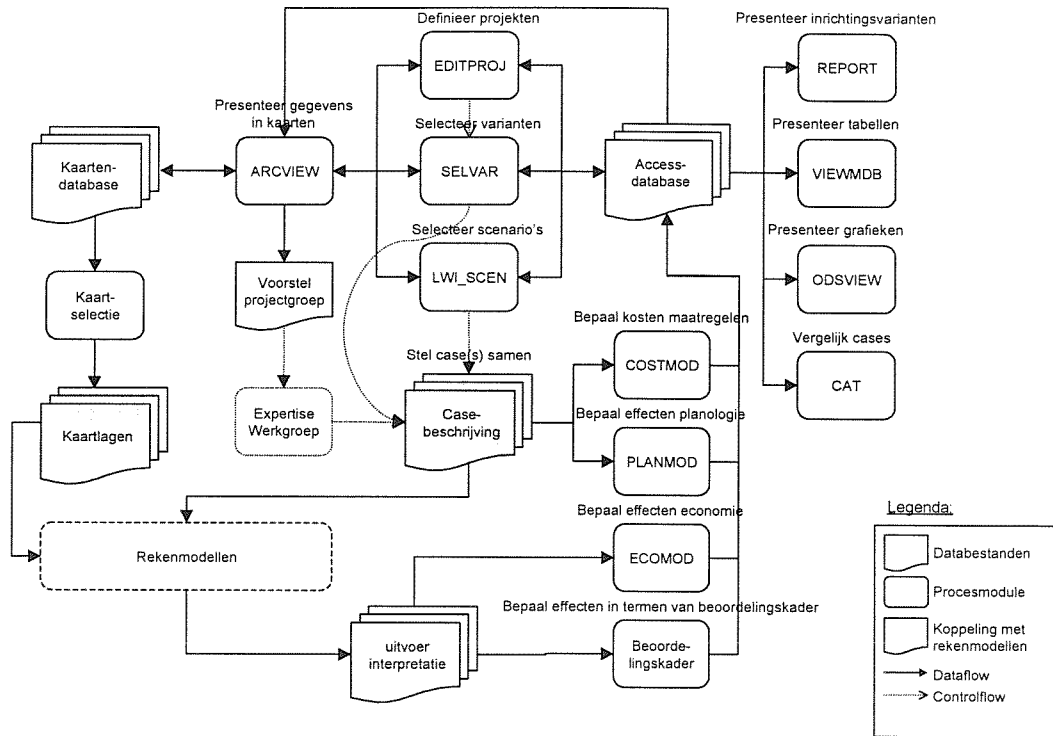 Definieer projekten
EDITPROJ
Presenteer inrichtingsvarianten
REPORT
Presenteer gegevens
in kaarten
ARCVIEW
Selecteer varianten
SELVAR
Kaarten-
database
Access-
database
Presenteer tabellen
VIEWMDB
Selecteer scenario's
LWI_SCEN
Presenteer grafieken
ODSVIEW
Kaart-
selectie
Voorstel
projectgroep
Bepaal kosten maatregelen
COSTMOD
Vergelijk cases
CAT
Stel case(s) samen
Case-
beschrijving
Kaartlagen
Expertise
Werkgroep
Bepaal effecten planologie
PLANMOD
Rekenmodellen
Bepaal effecten economie
ECOMOD
Bepaal effecten in termen van beoordelingskader
Beoorde-
lingskader
uitvoer
interpretatie
Legenda:
Databestanden
Procesmodule
Koppeling met
rekenmodellen
Dataflow
Controlflow